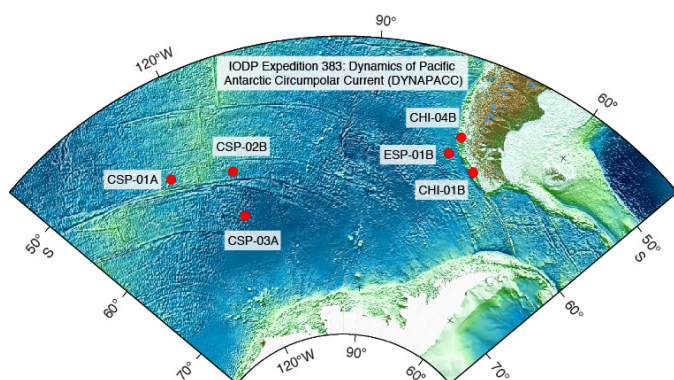 90°
IODP Expedition 383: Dynamics of Pacific
Antarctic Circumpolar Current (DYNAPACC)
120°W
60°
CHI-04B
CSP-02B
ESP-01B
CSP-01A
CHI-01B
50°
S
CSP-03A
50°
S
60°
60°
70°
120°W
90°
60°
70°